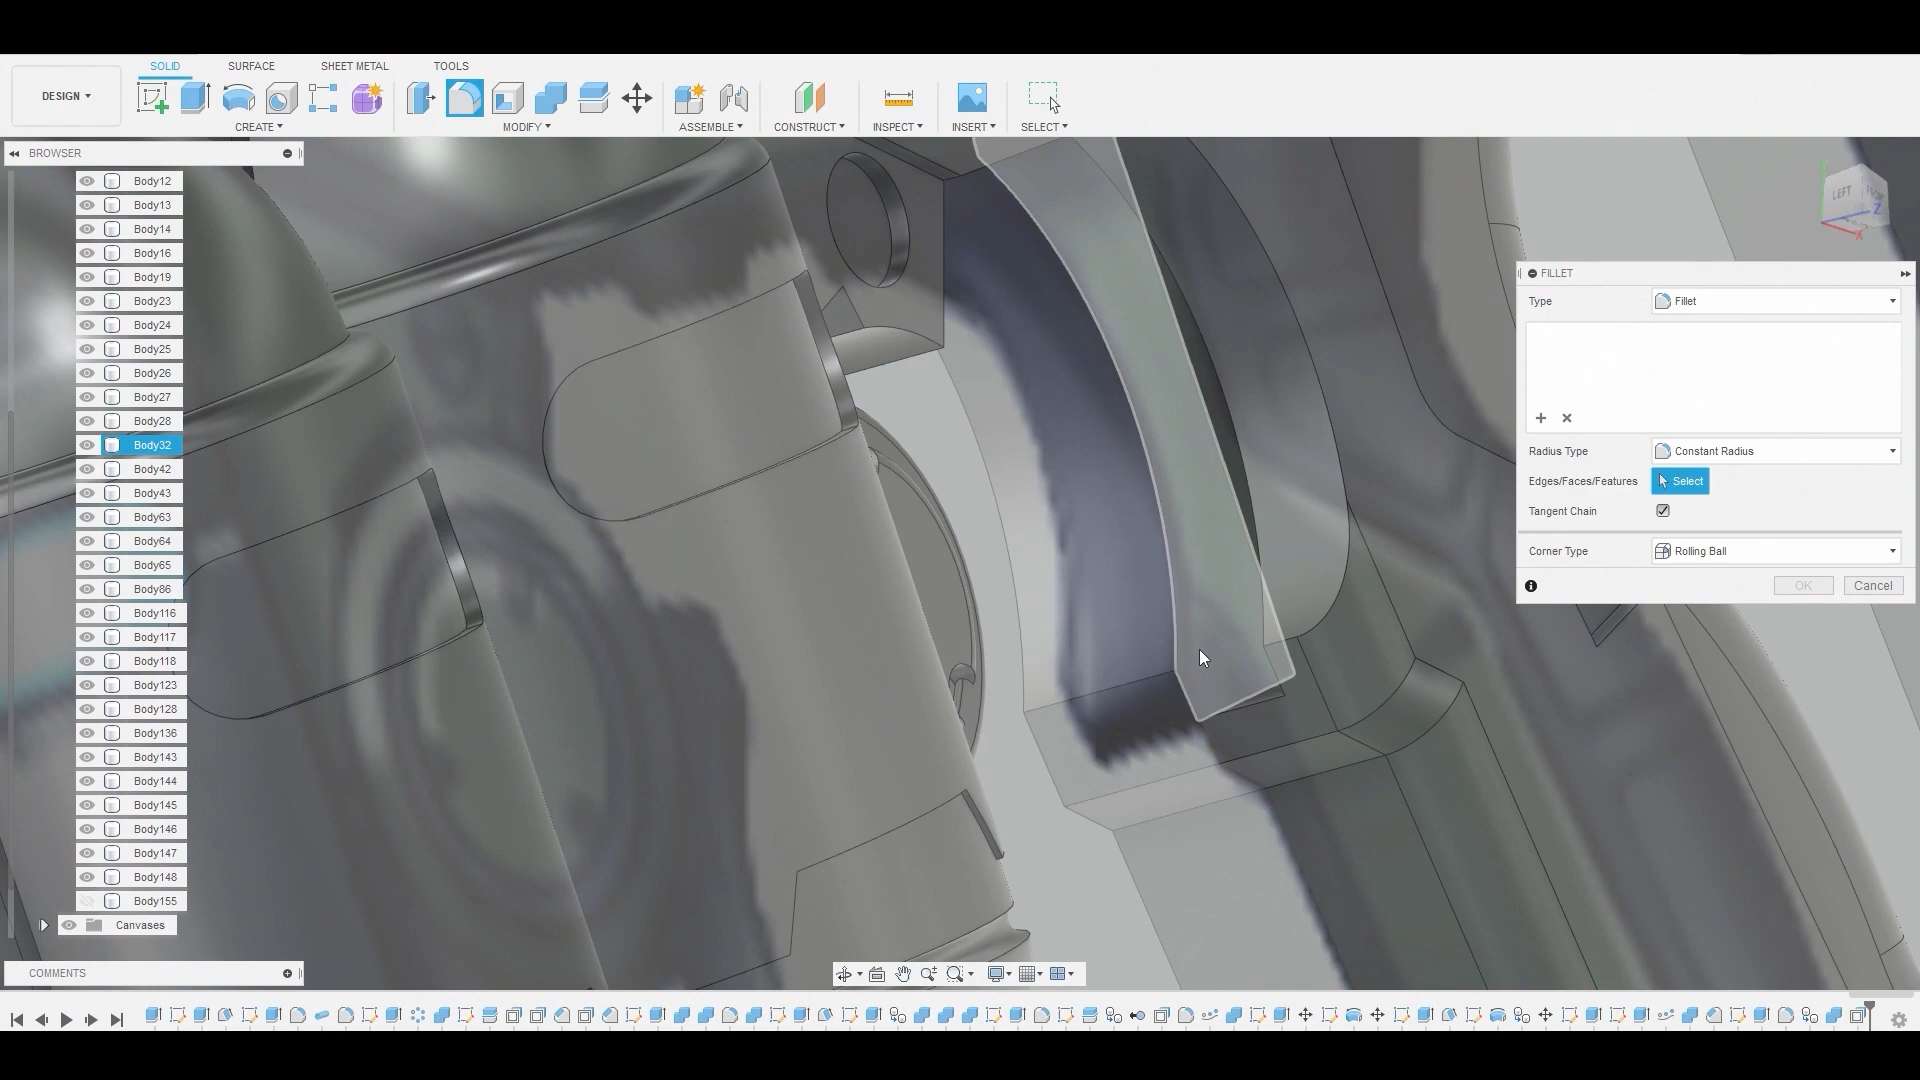 SOLID SURFACE SHEET METAL TOOLS
DESIGN
CREATE MODIFY ASSEMBLE CONSTRUCT INSPECT INSERT SELECT
BROWSER
Body12
Body13
Body14
Body16
Body19
Body23
Body24
Body25
Body26
Body27
Body28
Body32
Body42
Body43
Body63
Body64
Body65
Body86
Body116
Body117
Body118
Body123
Body128
Body136
Body143
Body144
Body145
Body146
Body147
Body148
Body155
Canvases
COMMENTS
LEFT
Z
X
FILLET
Type Fillet
Radius Type Constant Radius
Edges/Faces/Features Select
Tangent Chain
Corner Type Rolling Ball
OK Cancel